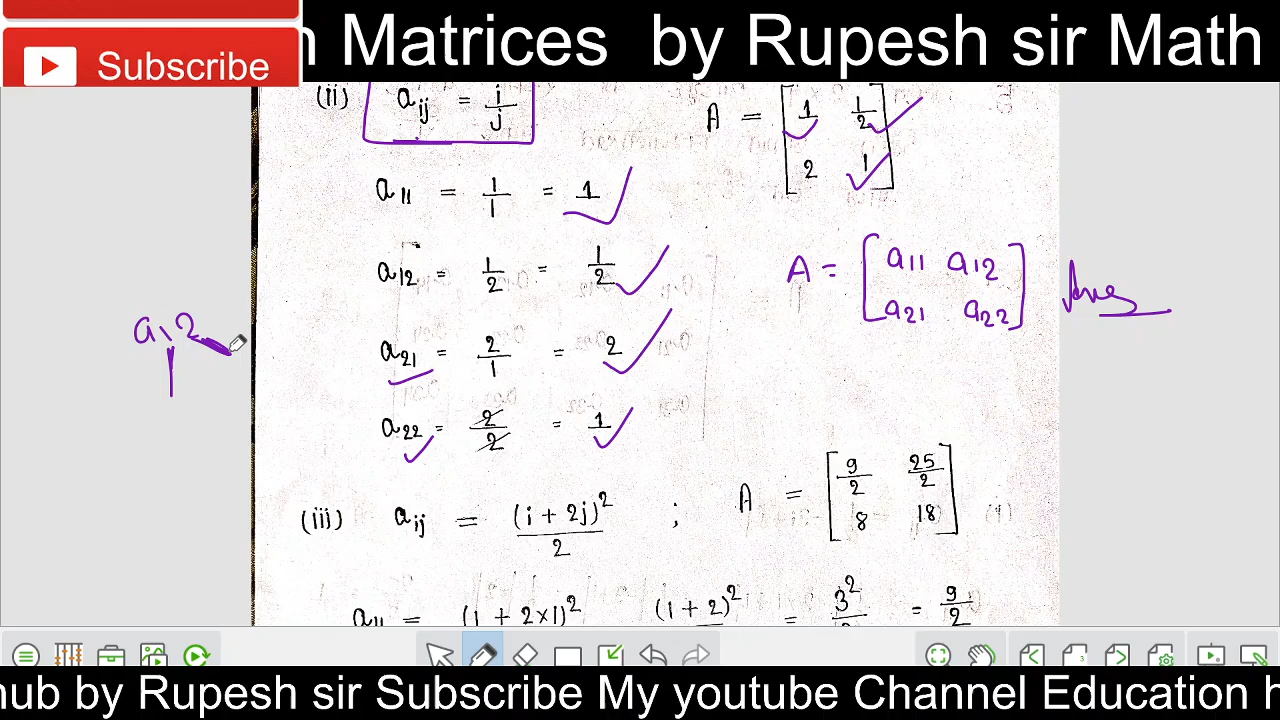 n Matrices by Rupesh sir Math
Subscribe
(ii) aij = i/j
A = [1 1/2
2 1]
a11 = 1/1 = 1
a12 = 1/2 = 1/2
A = [a11 a12
a21 a22] Ans
a12
a21 = 2/1 = 2
a22 = 2/2 = 1
(iii) aij = (i + 2j)²/2 ; A = [9/2 25/2
8 18]
a11 = (1 + 2×1)² (1 + 2)² = 3² = 9/2
hub by Rupesh sir Subscribe My youtube Channel Education h